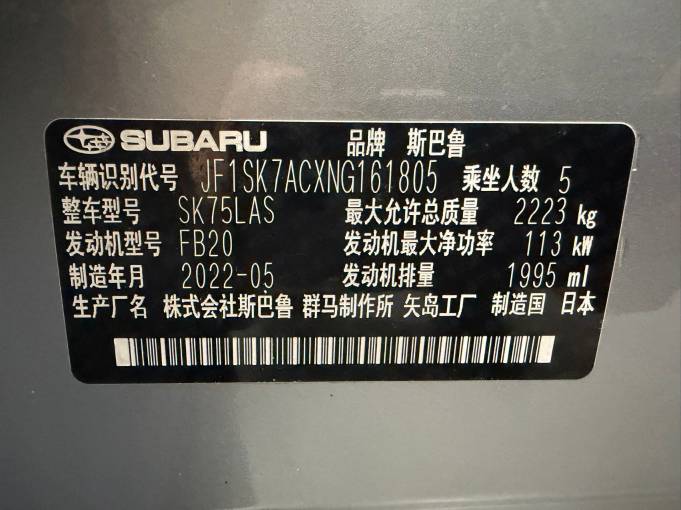 SUBARU 品牌 斯巴鲁
车辆识别代号 JF1SK7ACXNG161805 乘坐人数 5
整车型号 SK75LAS 最大允许总质量 2223 kg
发动机型号 FB20 发动机最大净功率 113 kW
制造年月 2022-05 发动机排量 1995 ml
生产厂名 株式会社斯巴鲁 群马制作所 矢岛工厂 制造国 日本